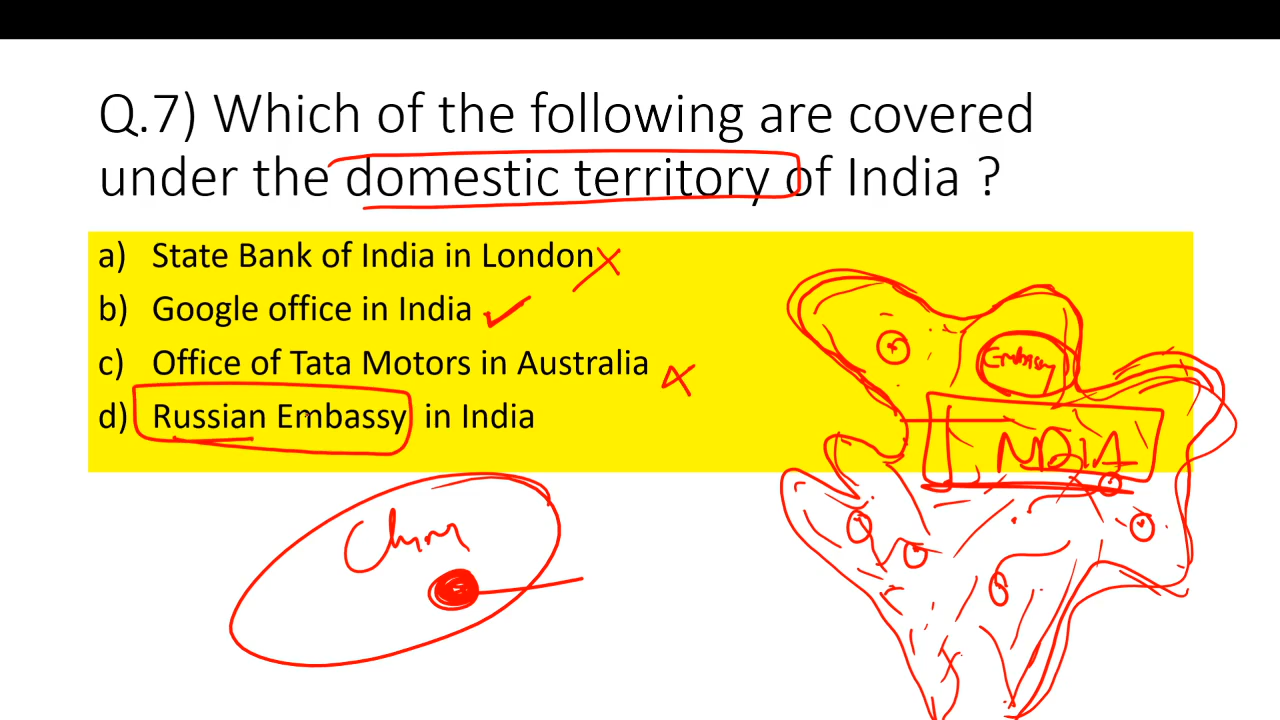 Q.7) Which of the following are covered
under the domestic territory of India ?
a) State Bank of India in London
b) Google office in India
c) Office of Tata Motors in Australia
d) Russian Embassy in India
Embassy
INDIA